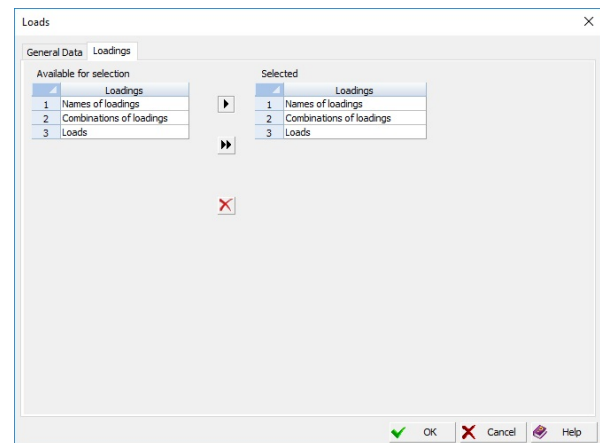 Loads
General Data Loadings
Available for selection Selected
Loadings Loadings
1 Names of loadings 1 Names of loadings
2 Combinations of loadings 2 Combinations of loadings
3 Loads 3 Loads
OK Cancel Help